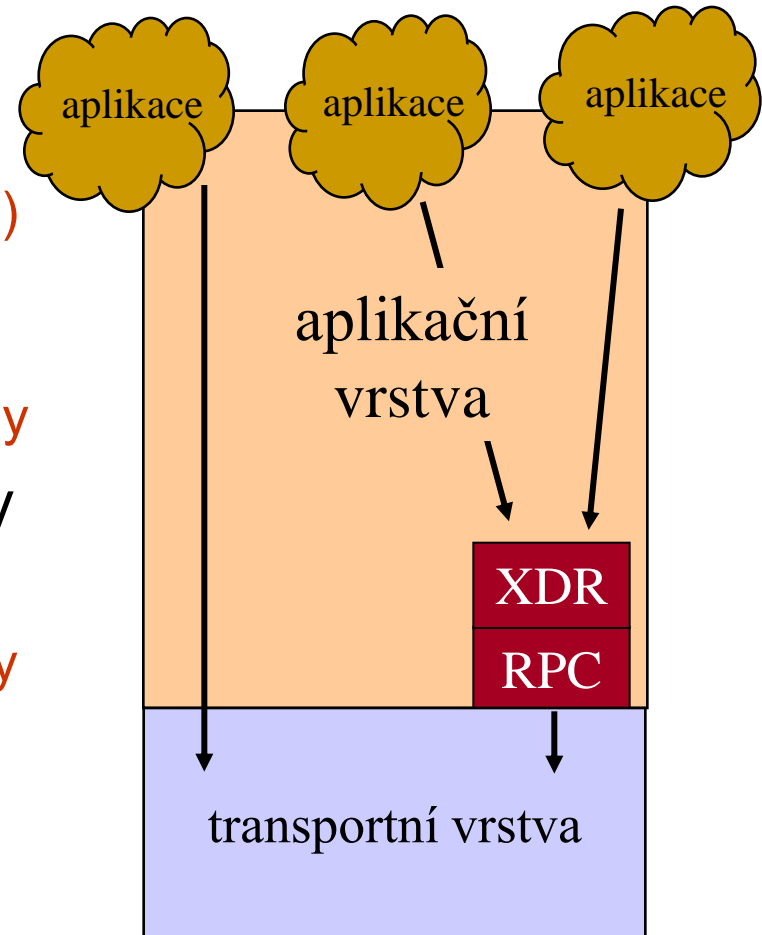 aplikace aplikace aplikace
)
aplikační
vrstva
y
y
XDR
RPC
y
transportní vrstva